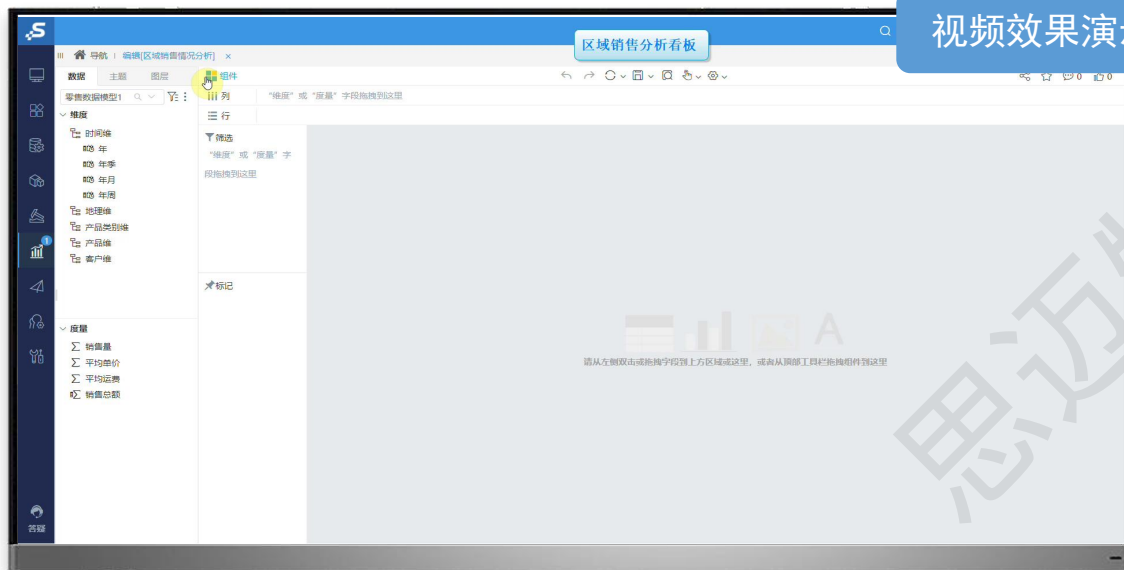 视频效果演
区域销售分析看板
导航
编辑[区域销售情况分析] ×
数据 主题 图层
组件
0 0
零售数据模型1
列 "维度" 或 "度量" 字段拖拽到这里
行
维度
时间维
年
年季
年月
年周
地理维
产品类别维
产品维
客户维
筛选
"维度" 或 "度量" 字
段拖拽到这里
标记
1
度量
销售量
平均单价
平均运费
销售总额
A
请从左侧双击或拖拽字段到上方区域或这里，或者从顶部工具栏拖拽组件到这里
思迈
答疑